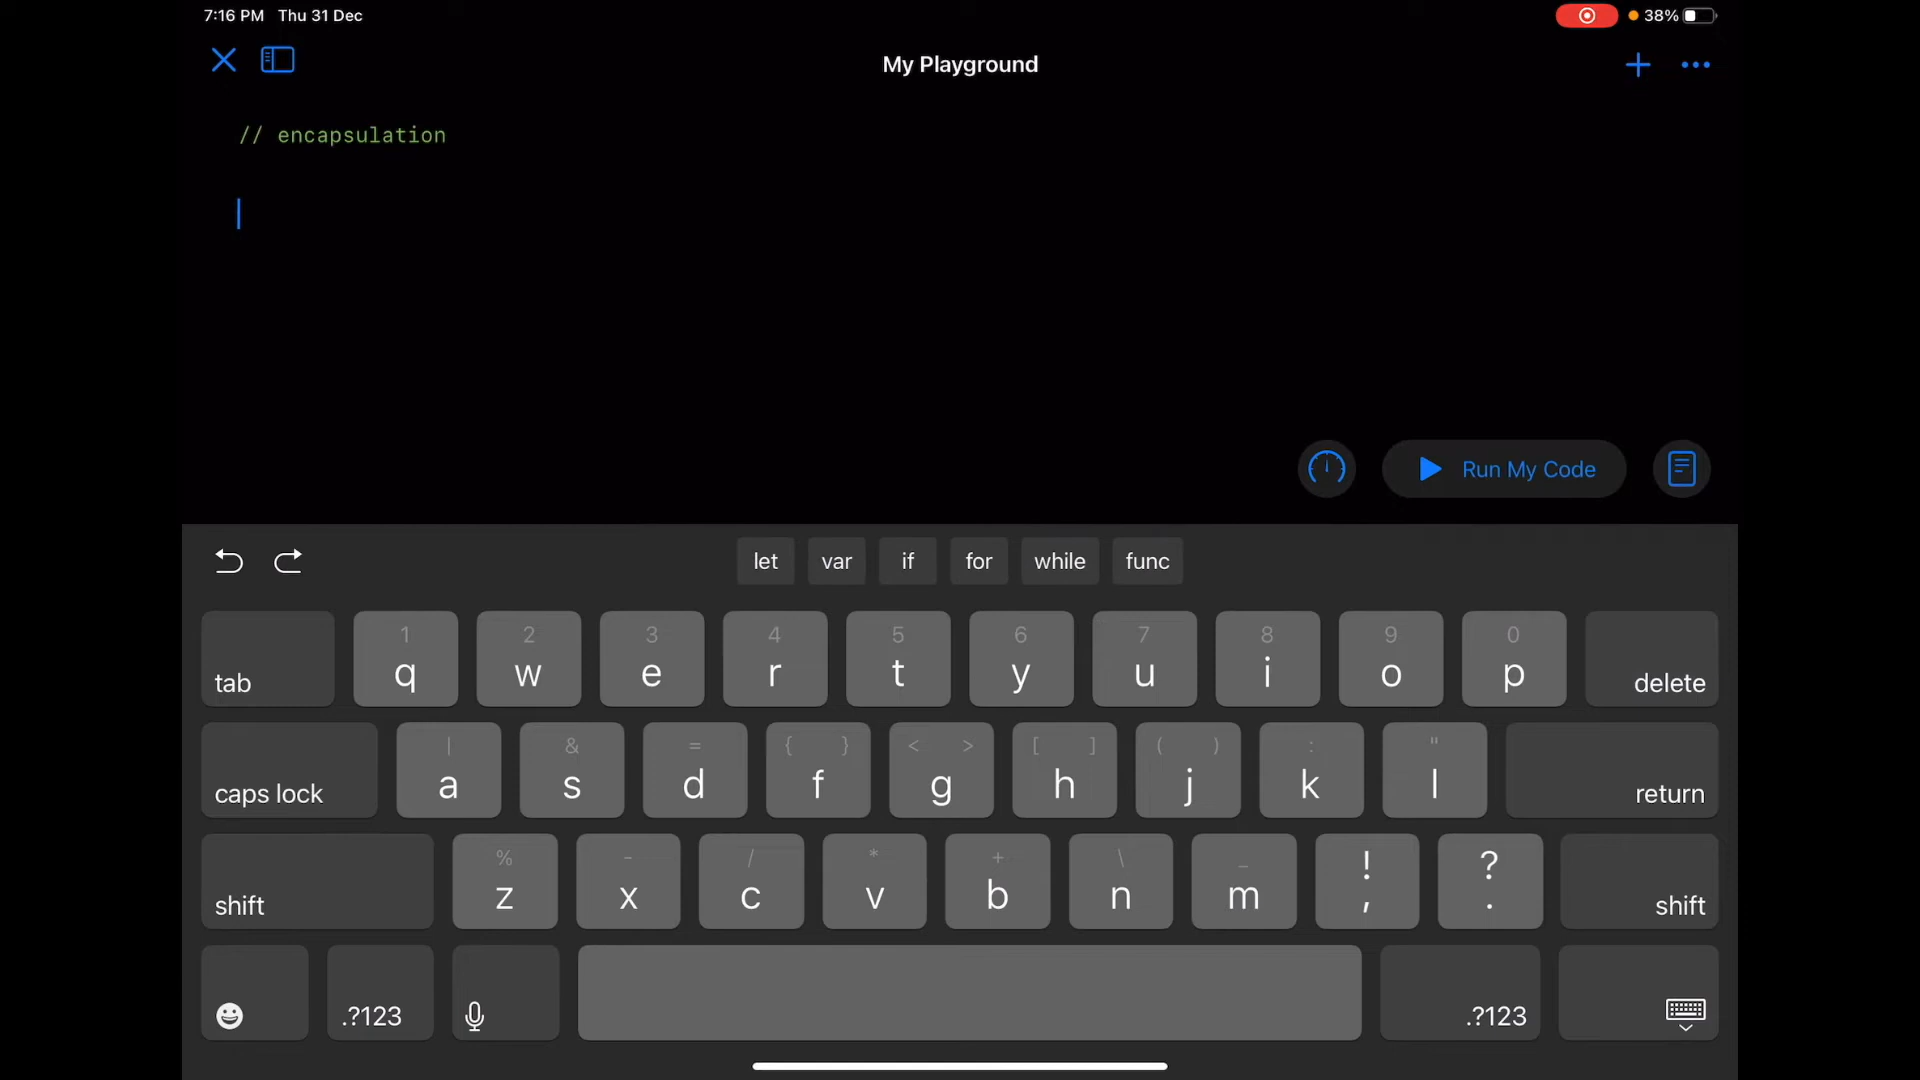 7:16 PM Thu 31 Dec
38%
My Playground
// encapsulation
Run My Code
let var if for while func
1 2 3 4 5 6 7 8 9 0
tab q w e r t y u i o p delete
| & = { } < > [ ] ( ) : "
caps lock a s d f g h j k l return
% - / * + \ _ ! ?
shift z x c v b n m , . shift
.?123 .?123